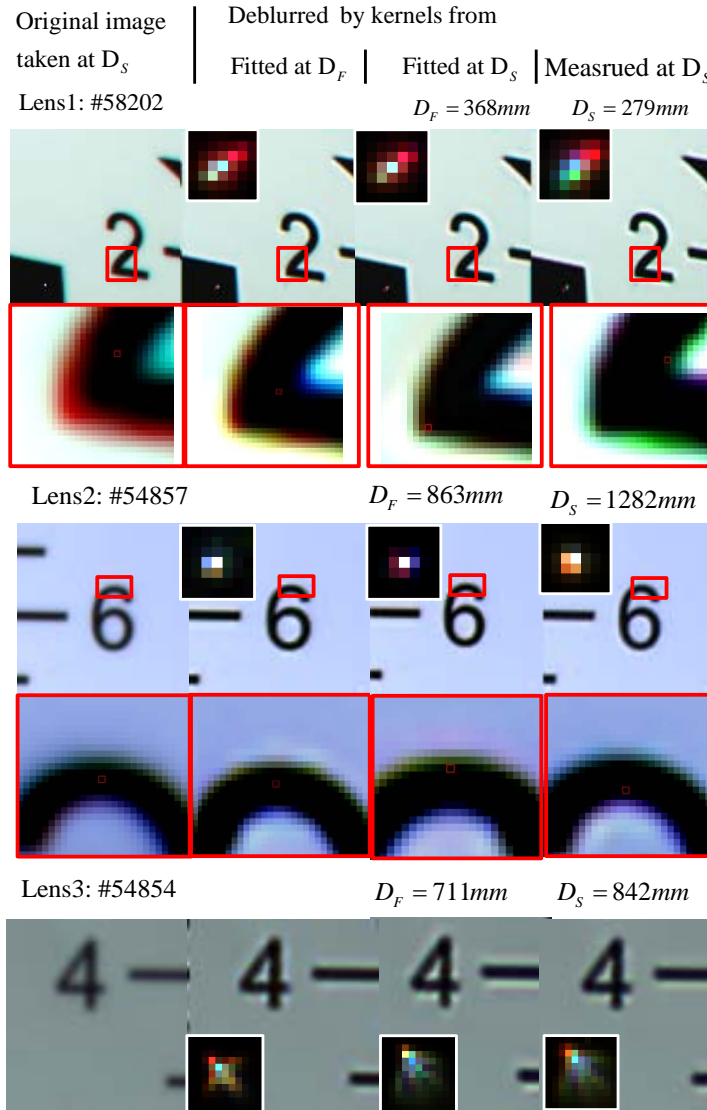 Original image
taken at D_S
Deblurred by kernels from
Fitted at D_F
Fitted at D_S
Measrued at D_S
Lens1: #58202
D_F = 368mm
D_S = 279mm
2
2
2
2
Lens2: #54857
D_F = 863mm
D_S = 1282mm
6
6
6
6
Lens3: #54854
D_F = 711mm
D_S = 842mm
4
4
4
4